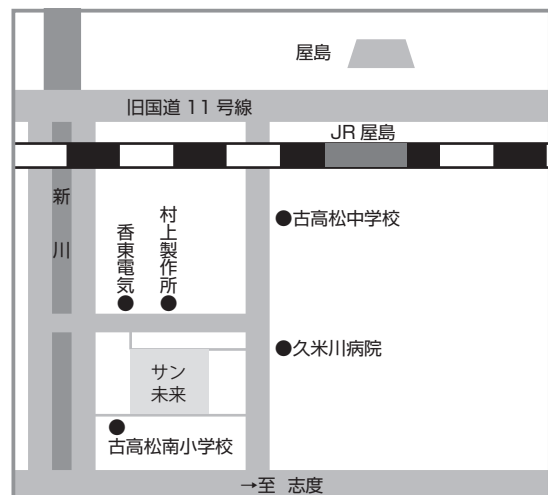 屋島
旧国道 11 号線
JR 屋島
新川
村上製作所
香東電気
●古高松中学校
●久米川病院
サン
未来
古高松南小学校
→至 志度